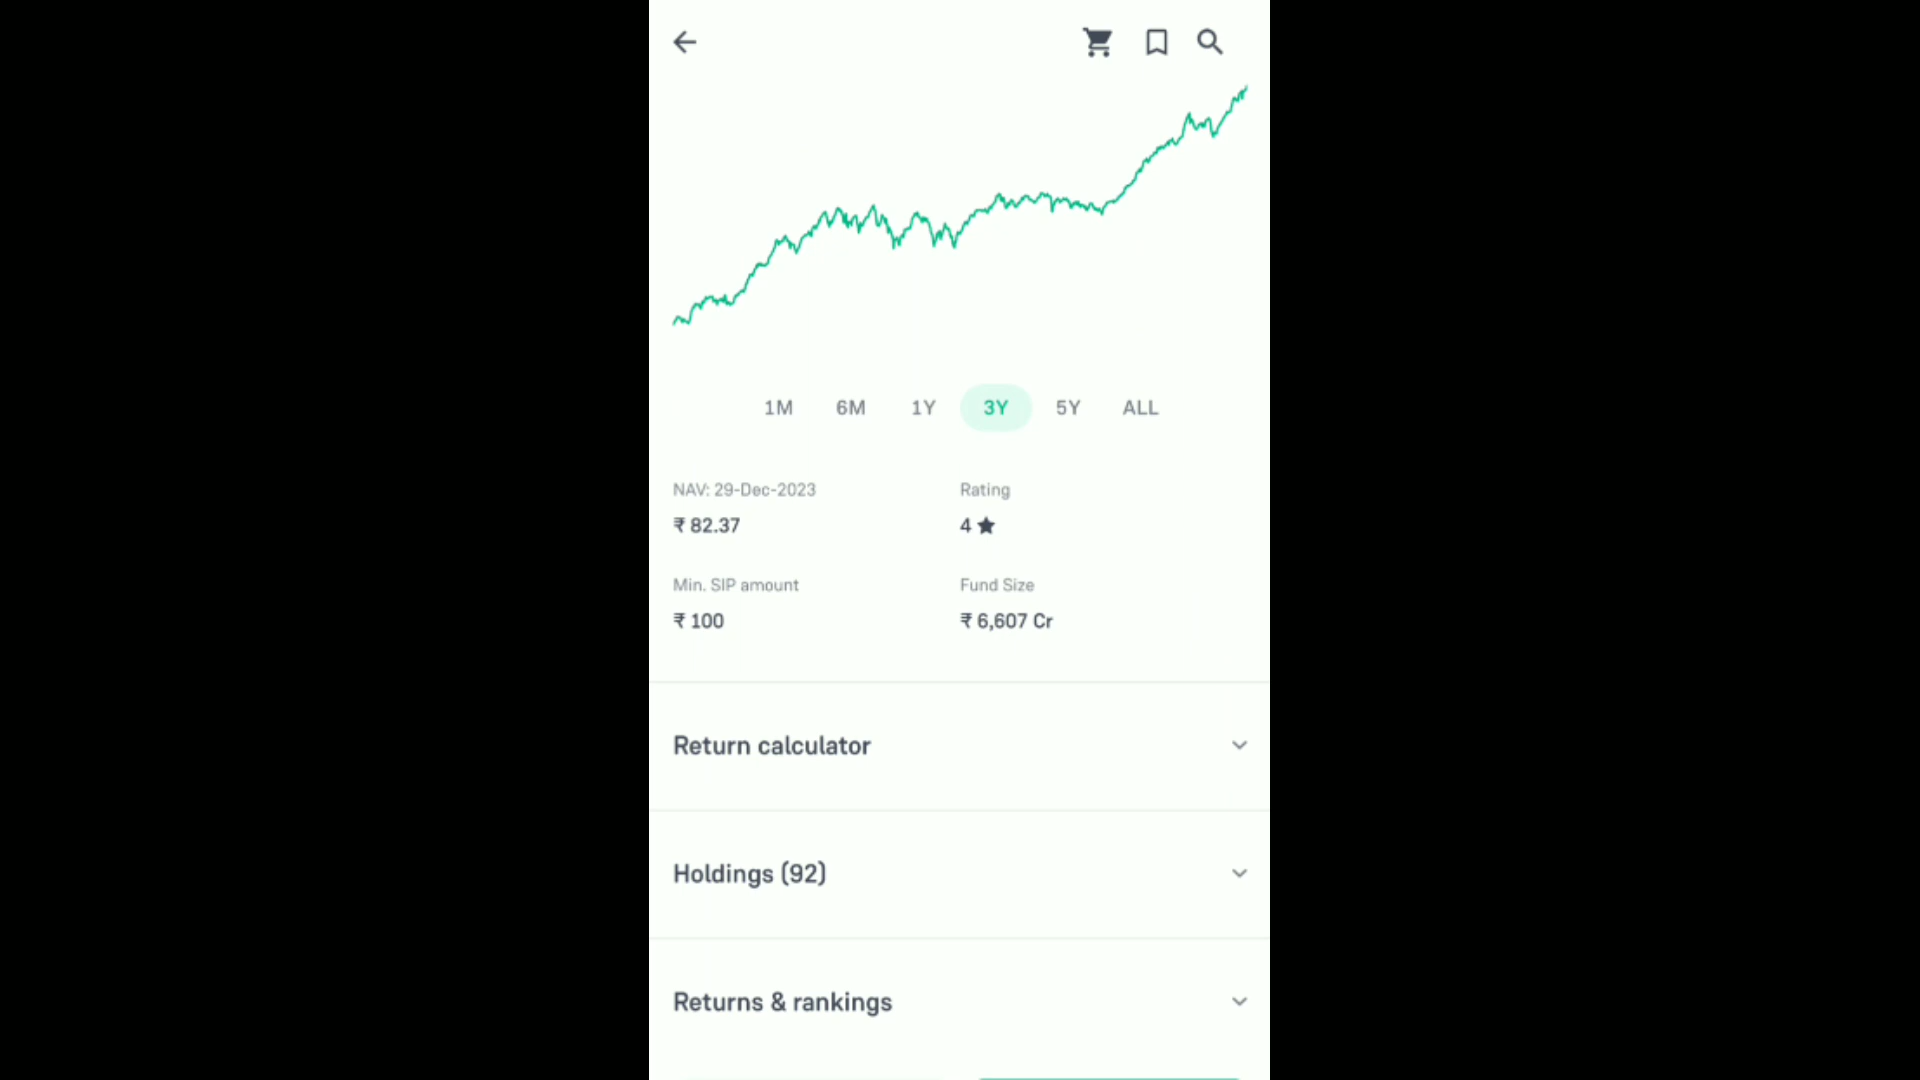 1M 6M 1Y 3Y 5Y ALL
NAV: 29-Dec-2023
₹ 82.37
Rating
4 ★
Min. SIP amount
₹ 100
Fund Size
₹ 6,607 Cr
Return calculator
Holdings (92)
Returns & rankings